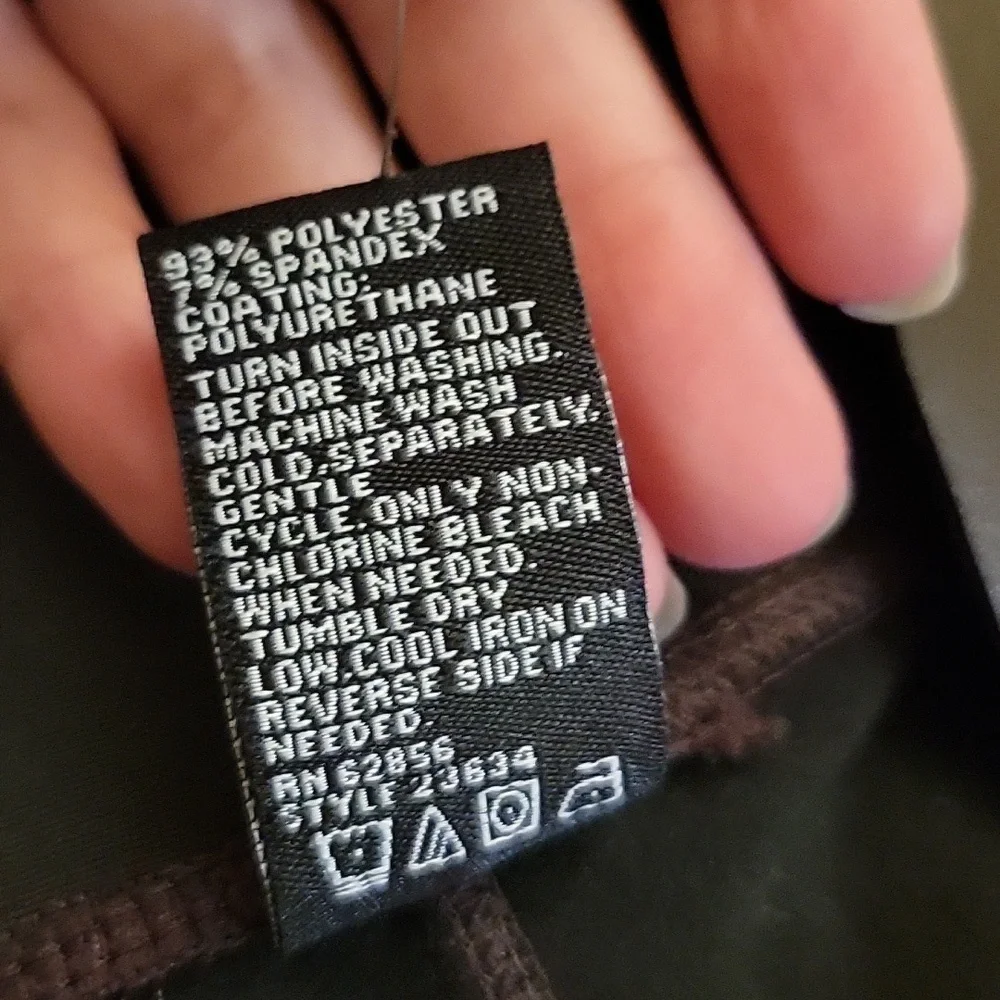 93% POLYESTER
7% SPANDEX
COATING:
POLYURETHANE
TURN INSIDE OUT
BEFORE WASHING.
MACHINE WASH
COLD.SEPARATELY.
GENTLE
CYCLE.ONLY NON-
CHLORINE BLEACH
WHEN NEEDED.
TUMBLE DRY
LOW.COOL IRON ON
REVERSE SIDE IF
NEEDED.
RN 62856
STYLE 23634